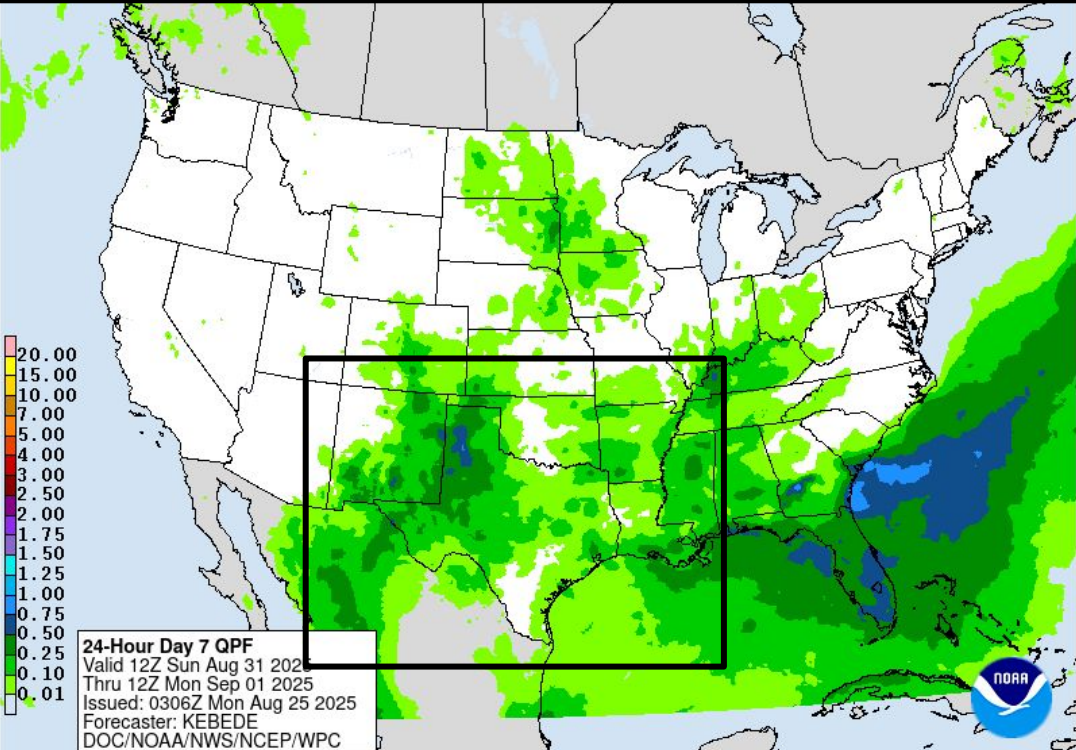 20.00
15.00
10.00
7.00
5.00
4.00
3.00
2.50
2.00
1.75
1.50
1.25
1.00
0.75
0.50
0.25
0.10
0.01
24-Hour Day 7 QPF
Valid 12Z Sun Aug 31 2025
Thru 12Z Mon Sep 01 2025
Issued: 0306Z Mon Aug 25 2025
Forecaster: KEBEDE
DOC/NOAA/NWS/NCEP/WPC
NOAA